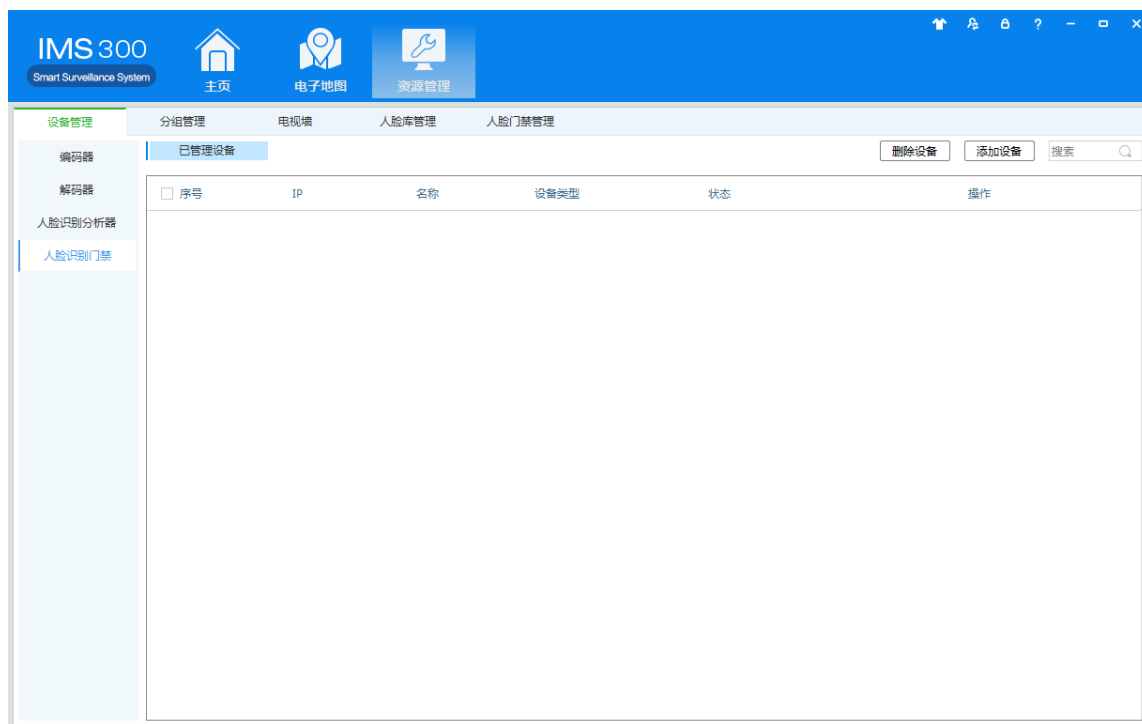 IMS 300
Smart Surveillance System
主页
电子地图
资源管理
?
设备管理
分组管理
电视墙
人脸库管理
人脸门禁管理
编码器
解码器
人脸识别分析器
人脸识别门禁
已管理设备
删除设备
添加设备
搜索
序号
IP
名称
设备类型
状态
操作